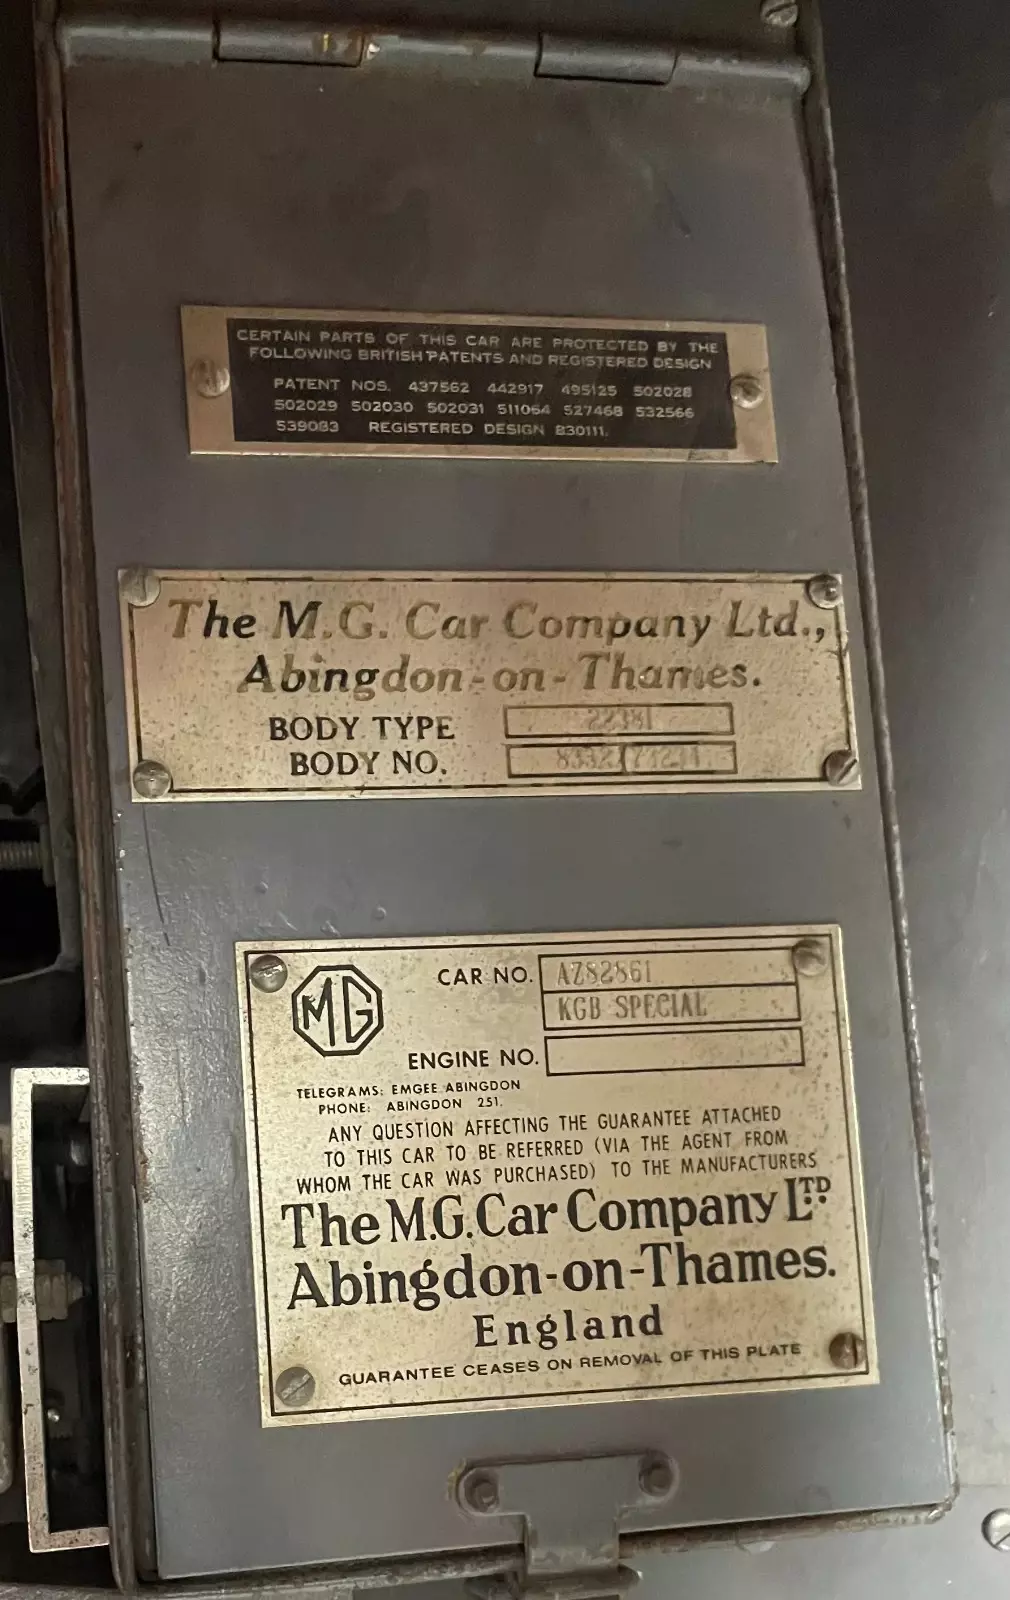 CERTAIN PARTS OF THIS CAR ARE PROTECTED BY THE
FOLLOWING BRITISH PATENTS AND REGISTERED DESIGN
PATENT NOS. 437562 442917 495125 502028
502029 502030 502031 511064 527468 532566
539083 REGISTERED DESIGN 830111.
The M.G. Car Company Ltd.,
Abingdon-on-Thames.
BODY TYPE 22381
BODY NO.
MG
CAR NO. AZ82861
KGB SPECIAL
ENGINE NO.
TELEGRAMS: EMGEE ABINGDON
PHONE: ABINGDON 251.
ANY QUESTION AFFECTING THE GUARANTEE ATTACHED
TO THIS CAR TO BE REFERRED (VIA THE AGENT FROM
WHOM THE CAR WAS PURCHASED) TO THE MANUFACTURERS
The M.G. Car Company LTD.
Abingdon-on-Thames.
England
GUARANTEE CEASES ON REMOVAL OF THIS PLATE